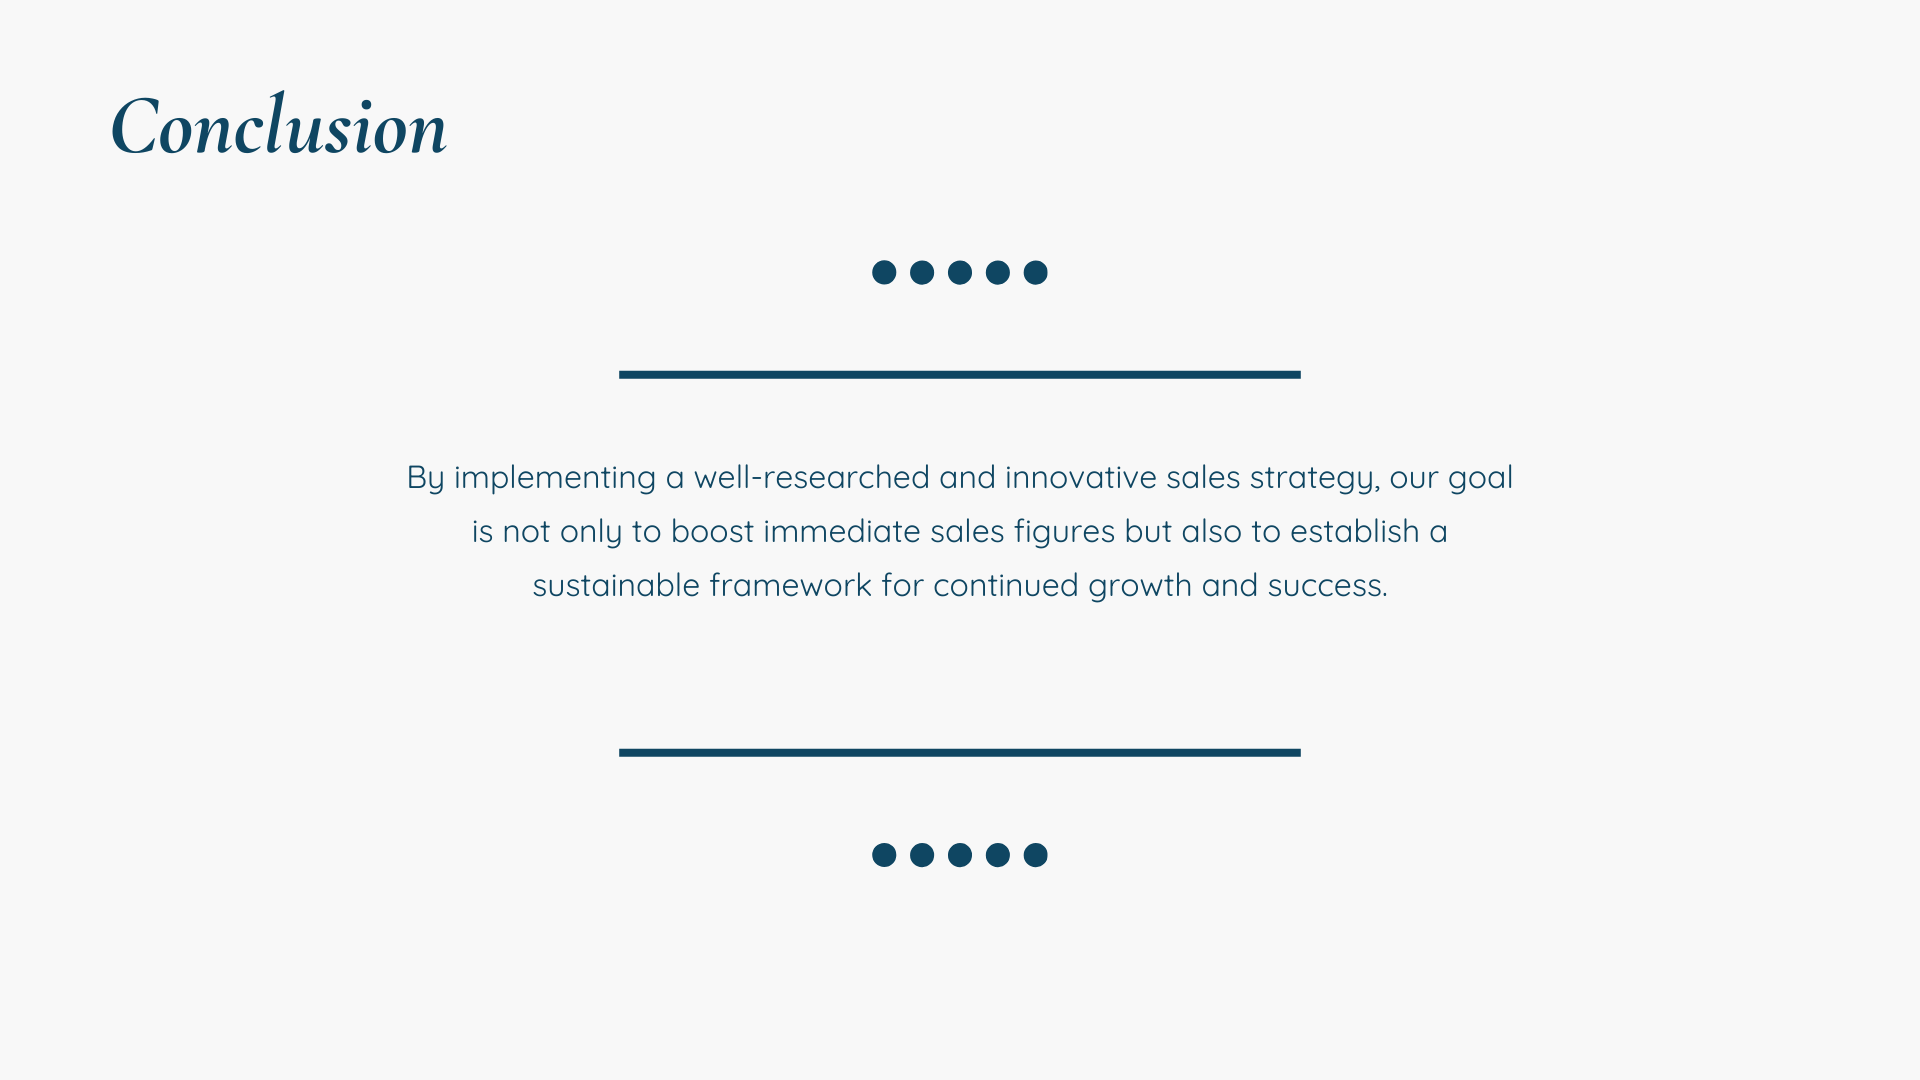 Conclusion
By implementing a well-researched and innovative sales strategy, our goal
is not only to boost immediate sales figures but also to establish a
sustainable framework for continued growth and success.